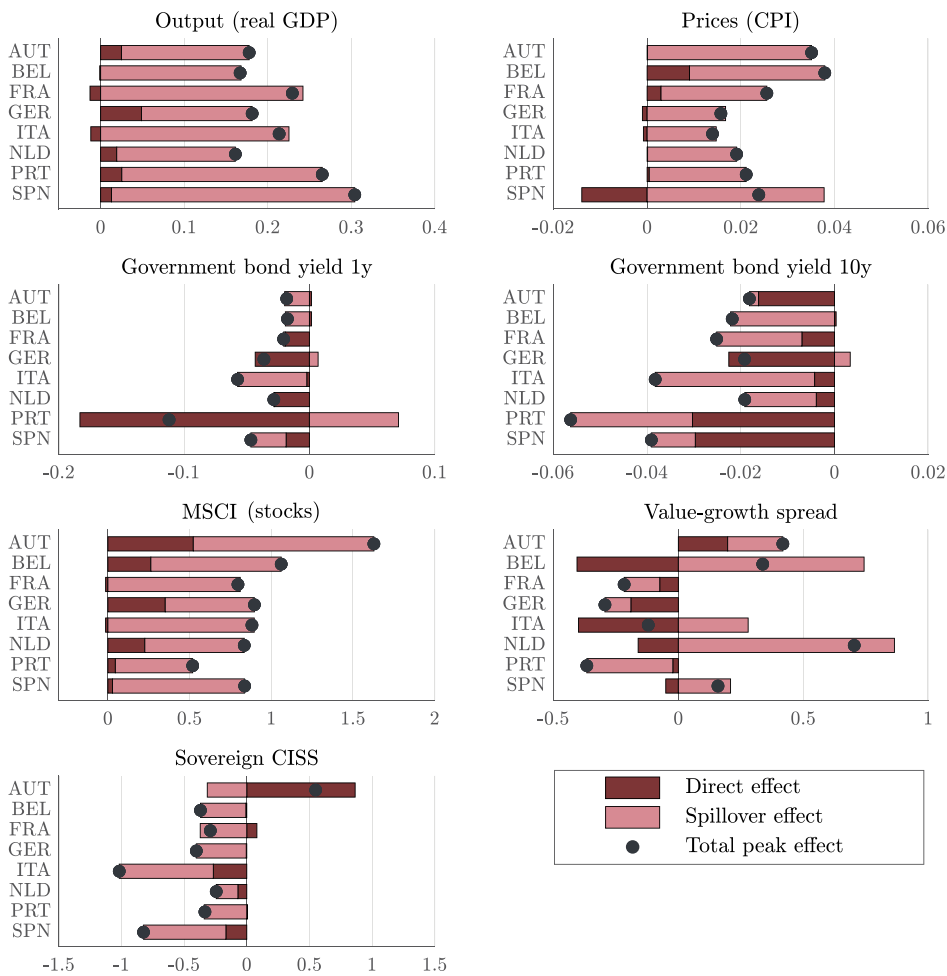 Output (real GDP)
AUT
BEL
FRA
GER
ITA
NLD
PRT
SPN
0 0.1 0.2 0.3 0.4
Prices (CPI)
AUT
BEL
FRA
GER
ITA
NLD
PRT
SPN
-0.02 0 0.02 0.04 0.06
Government bond yield 1y
AUT
BEL
FRA
GER
ITA
NLD
PRT
SPN
-0.2 -0.1 0 0.1
Government bond yield 10y
AUT
BEL
FRA
GER
ITA
NLD
PRT
SPN
-0.06 -0.04 -0.02 0 0.02
MSCI (stocks)
AUT
BEL
FRA
GER
ITA
NLD
PRT
SPN
0 0.5 1 1.5 2
Value-growth spread
AUT
BEL
FRA
GER
ITA
NLD
PRT
SPN
-0.5 0 0.5 1
Sovereign CISS
AUT
BEL
FRA
GER
ITA
NLD
PRT
SPN
-1.5 -1 -0.5 0 0.5 1 1.5
Direct effect
Spillover effect
Total peak effect